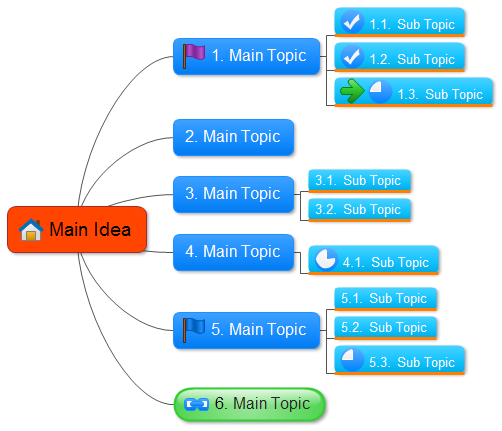 Main Idea
1. Main Topic
1.1. Sub Topic
1.2. Sub Topic
1.3. Sub Topic
2. Main Topic
3. Main Topic
3.1. Sub Topic
3.2. Sub Topic
4. Main Topic
4.1. Sub Topic
5. Main Topic
5.1. Sub Topic
5.2. Sub Topic
5.3. Sub Topic
6. Main Topic